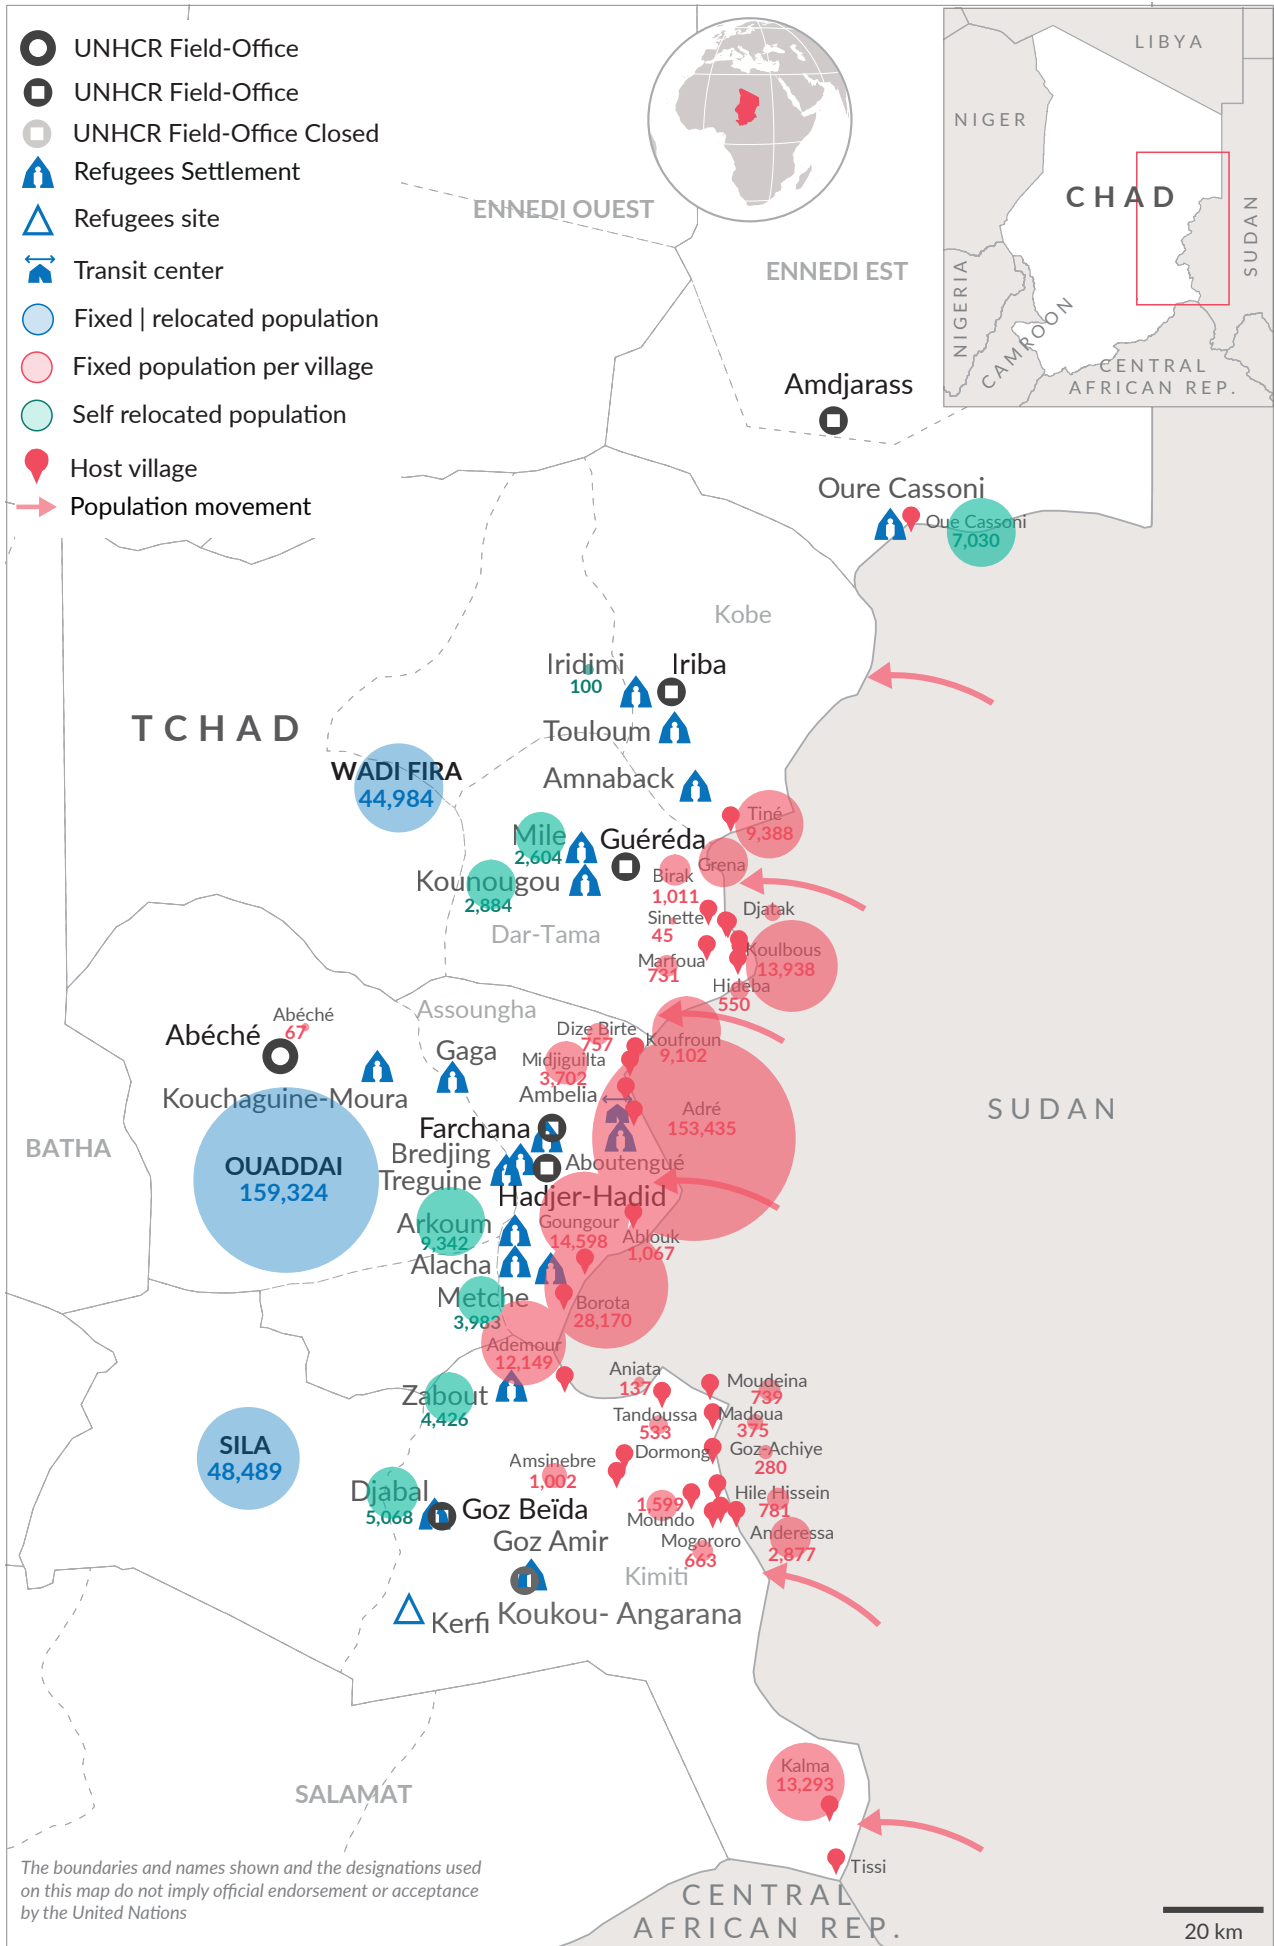 UNHCR Field-Office
UNHCR Field-Office
UNHCR Field-Office Closed
Refugees Settlement
Refugees site
Transit center
Fixed | relocated population
Fixed population per village
Self relocated population
Host village
Population movement
LIBYA
NIGER
CHAD
SUDAN
NIGERIA
CAMROON
CENTRAL
AFRICAN REP.
ENNEDI OUEST
ENNEDI EST
Amdjarass
Oure Cassoni
Oue Cassoni
7,030
Kobe
Iridimi
100
Iriba
TCHAD
Touloum
WADI FIRA
44,984
Amnaback
Tiné
9,388
Mile
2,604
Guéréda
Grena
Kounougou
2,884
Birak
1,011
Djatak
Sinette
45
Dar-Tama
Koulbous
13,938
Marfoua
731
Hideba
550
Assoungha
Abéché
67
Abéché
Dize Birte
757
Koufroun
9,102
Gaga
Midjiguilta
3,702
Kouchaguine-Moura
Ambelia
Adré
153,435
SUDAN
Farchana
BATHA
Bredjing
Treguine
Aboutengué
OUADDAI
159,324
Hadjer-Hadid
Arkoum
9,342
Goungour
14,598
Ablouk
1,067
Alacha
Metche
3,983
Borota
28,170
Ademour
12,149
Aniata
137
Moudeina
739
Zabout
4,426
Tandoussa
533
Madoua
375
SILA
48,489
Dormong
Goz-Achiye
280
Amsinebre
1,002
Djabal
5,068
Hile Hissein
781
1,599
Moundo
Goz Beïda
Goz Amir
Mogororo
663
Anderessa
2,877
Kimiti
Kerfi
Koukou- Angarana
Kalma
13,293
SALAMAT
Tissi
The boundaries and names shown and the designations used
on this map do not imply official endorsement or acceptance
by the United Nations
CENTRAL
AFRICAN REP.
20 km